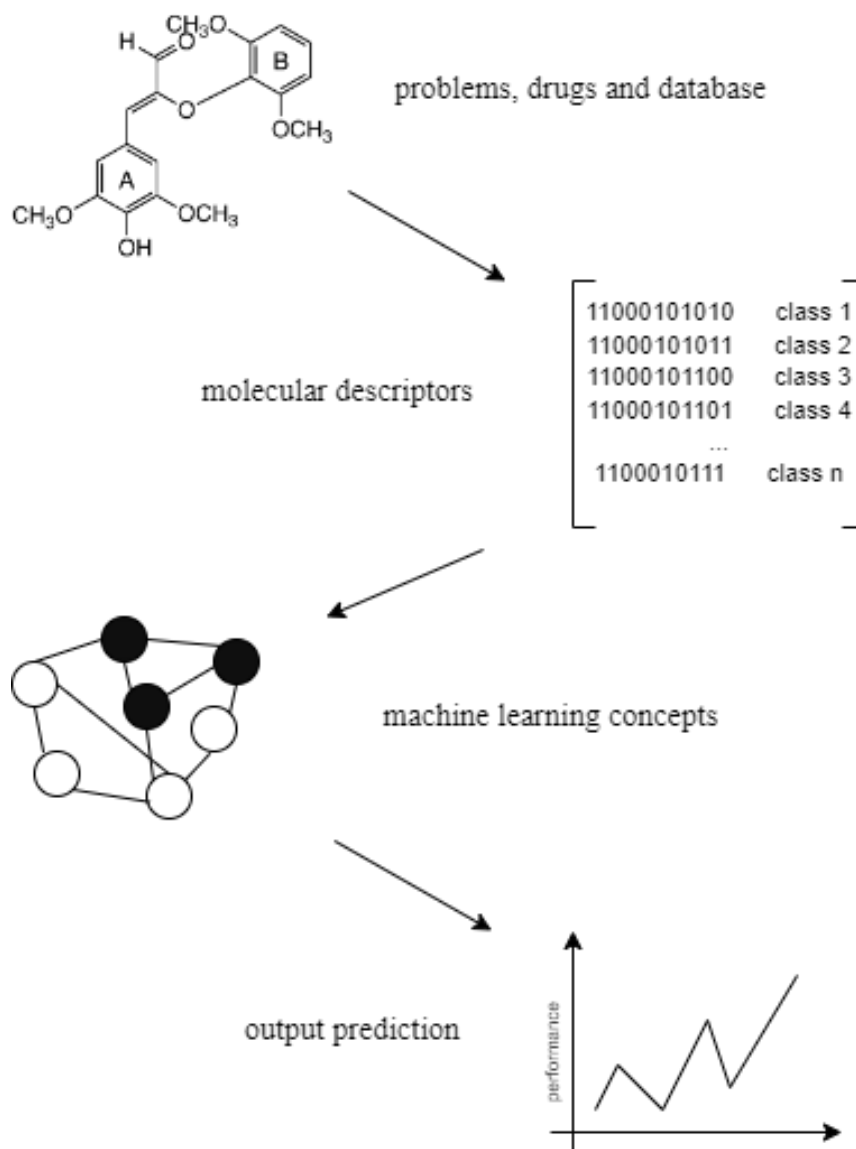 CH₃O
H
O
B
problems, drugs and database
O
OCH₃
A
CH₃O
OCH₃
OH
11000101010 class 1
11000101011 class 2
11000101100 class 3
11000101101 class 4
...
1100010111 class n
molecular descriptors
machine learning concepts
output prediction
performance